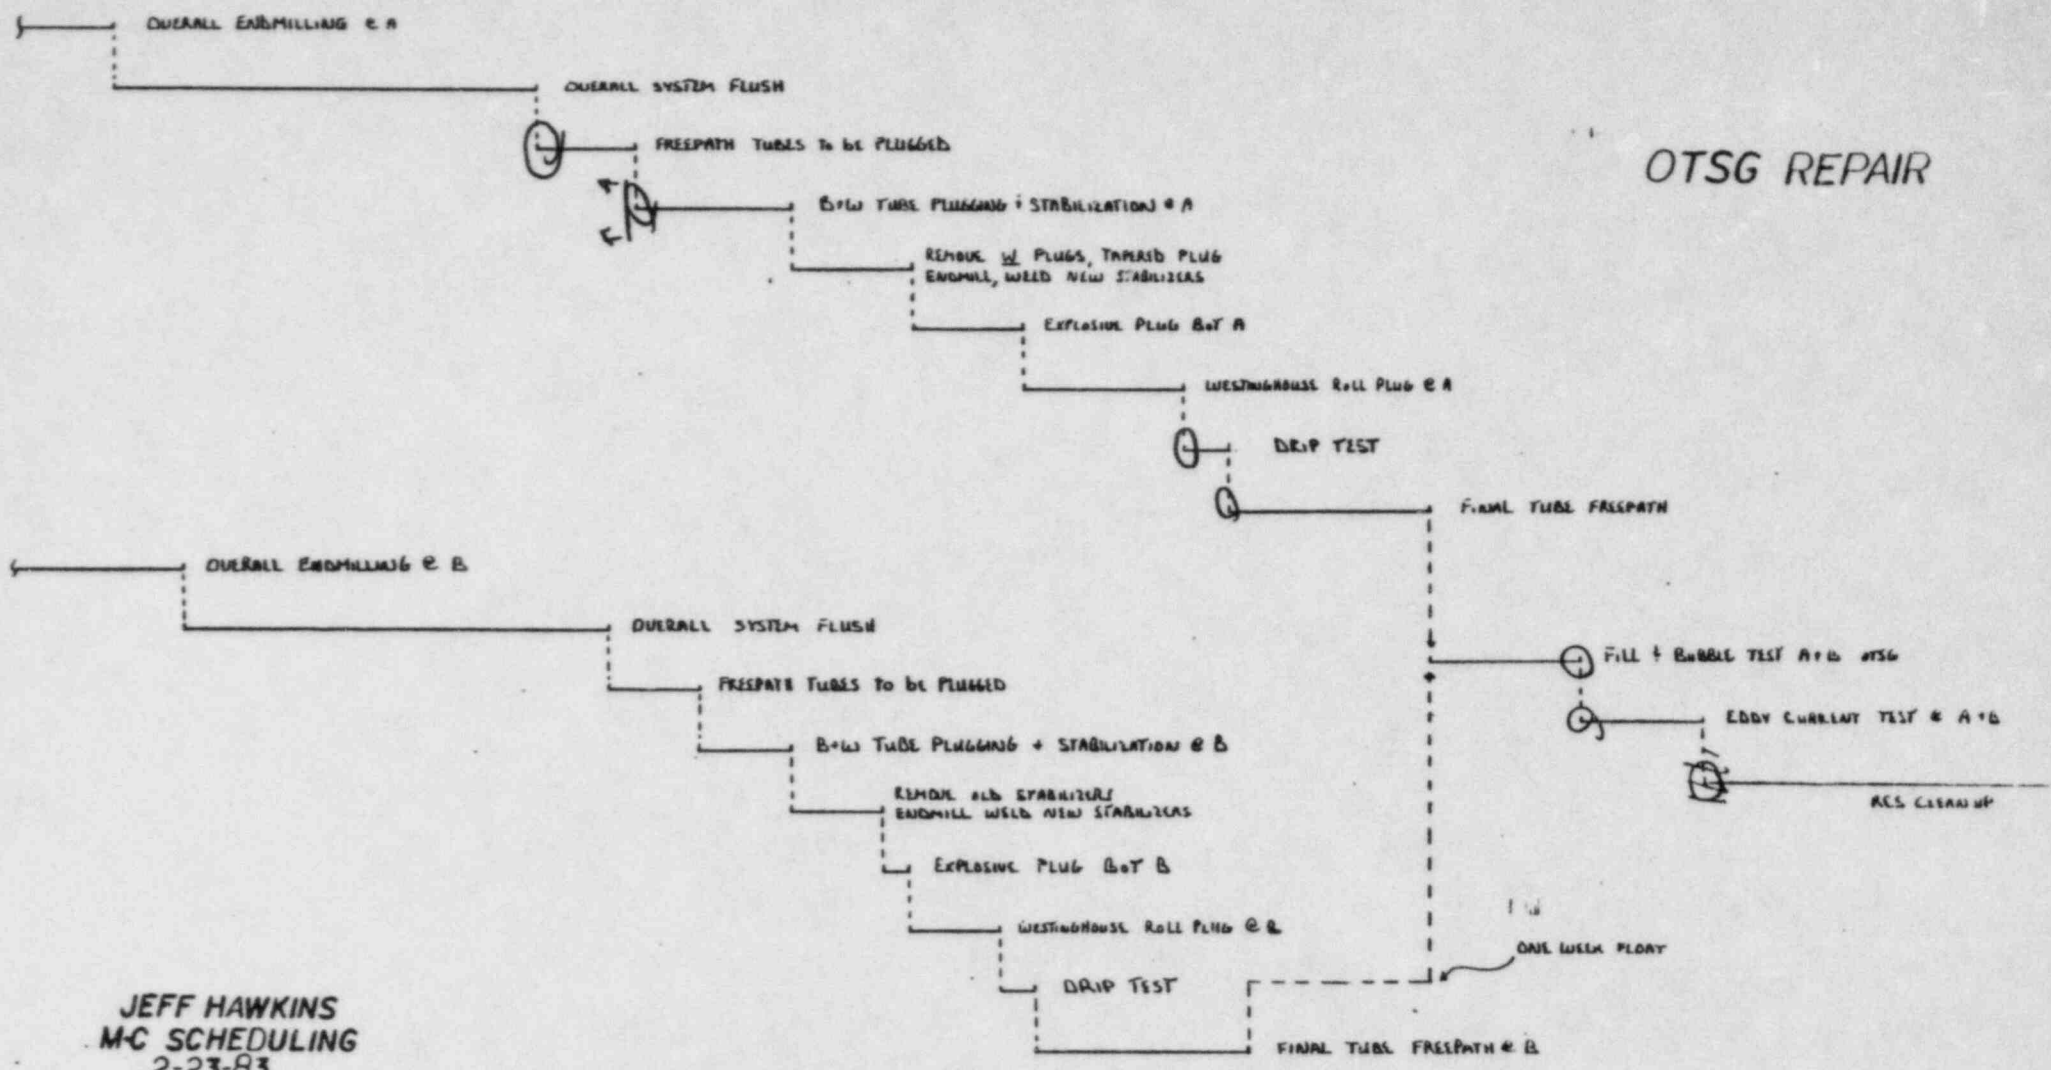 OVERALL ENDMILLING @ A
OVERALL SYSTEM FLUSH
FREEPATH TUBES TO BE PLUGGED
OTSG REPAIR
B+W TUBE PLUGGING + STABILIZATION @ A
REMOVE W PLUGS, TAPERED PLUG
ENDMILL, WELD NEW STABILIZERS
EXPLOSIVE PLUG BOT A
WESTINGHOUSE ROLL PLUG @ A
DRIP TEST
FINAL TUBE FREEPATH
OVERALL ENDMILLING @ B
OVERALL SYSTEM FLUSH
FILL + BUBBLE TEST A+B OTSG
FREEPATH TUBES TO BE PLUGGED
EDDY CURRENT TEST @ A+B
B+W TUBE PLUGGING + STABILIZATION @ B
REMOVE OLD STABILIZERS
ENDMILL WELD NEW STABILIZERS
RCS CLEANUP
EXPLOSIVE PLUG BOT B
WESTINGHOUSE ROLL PLUG @ B
ONE WEEK FLOAT
DRIP TEST
FINAL TUBE FREEPATH @ B
JEFF HAWKINS
M-C SCHEDULING
2-23-83